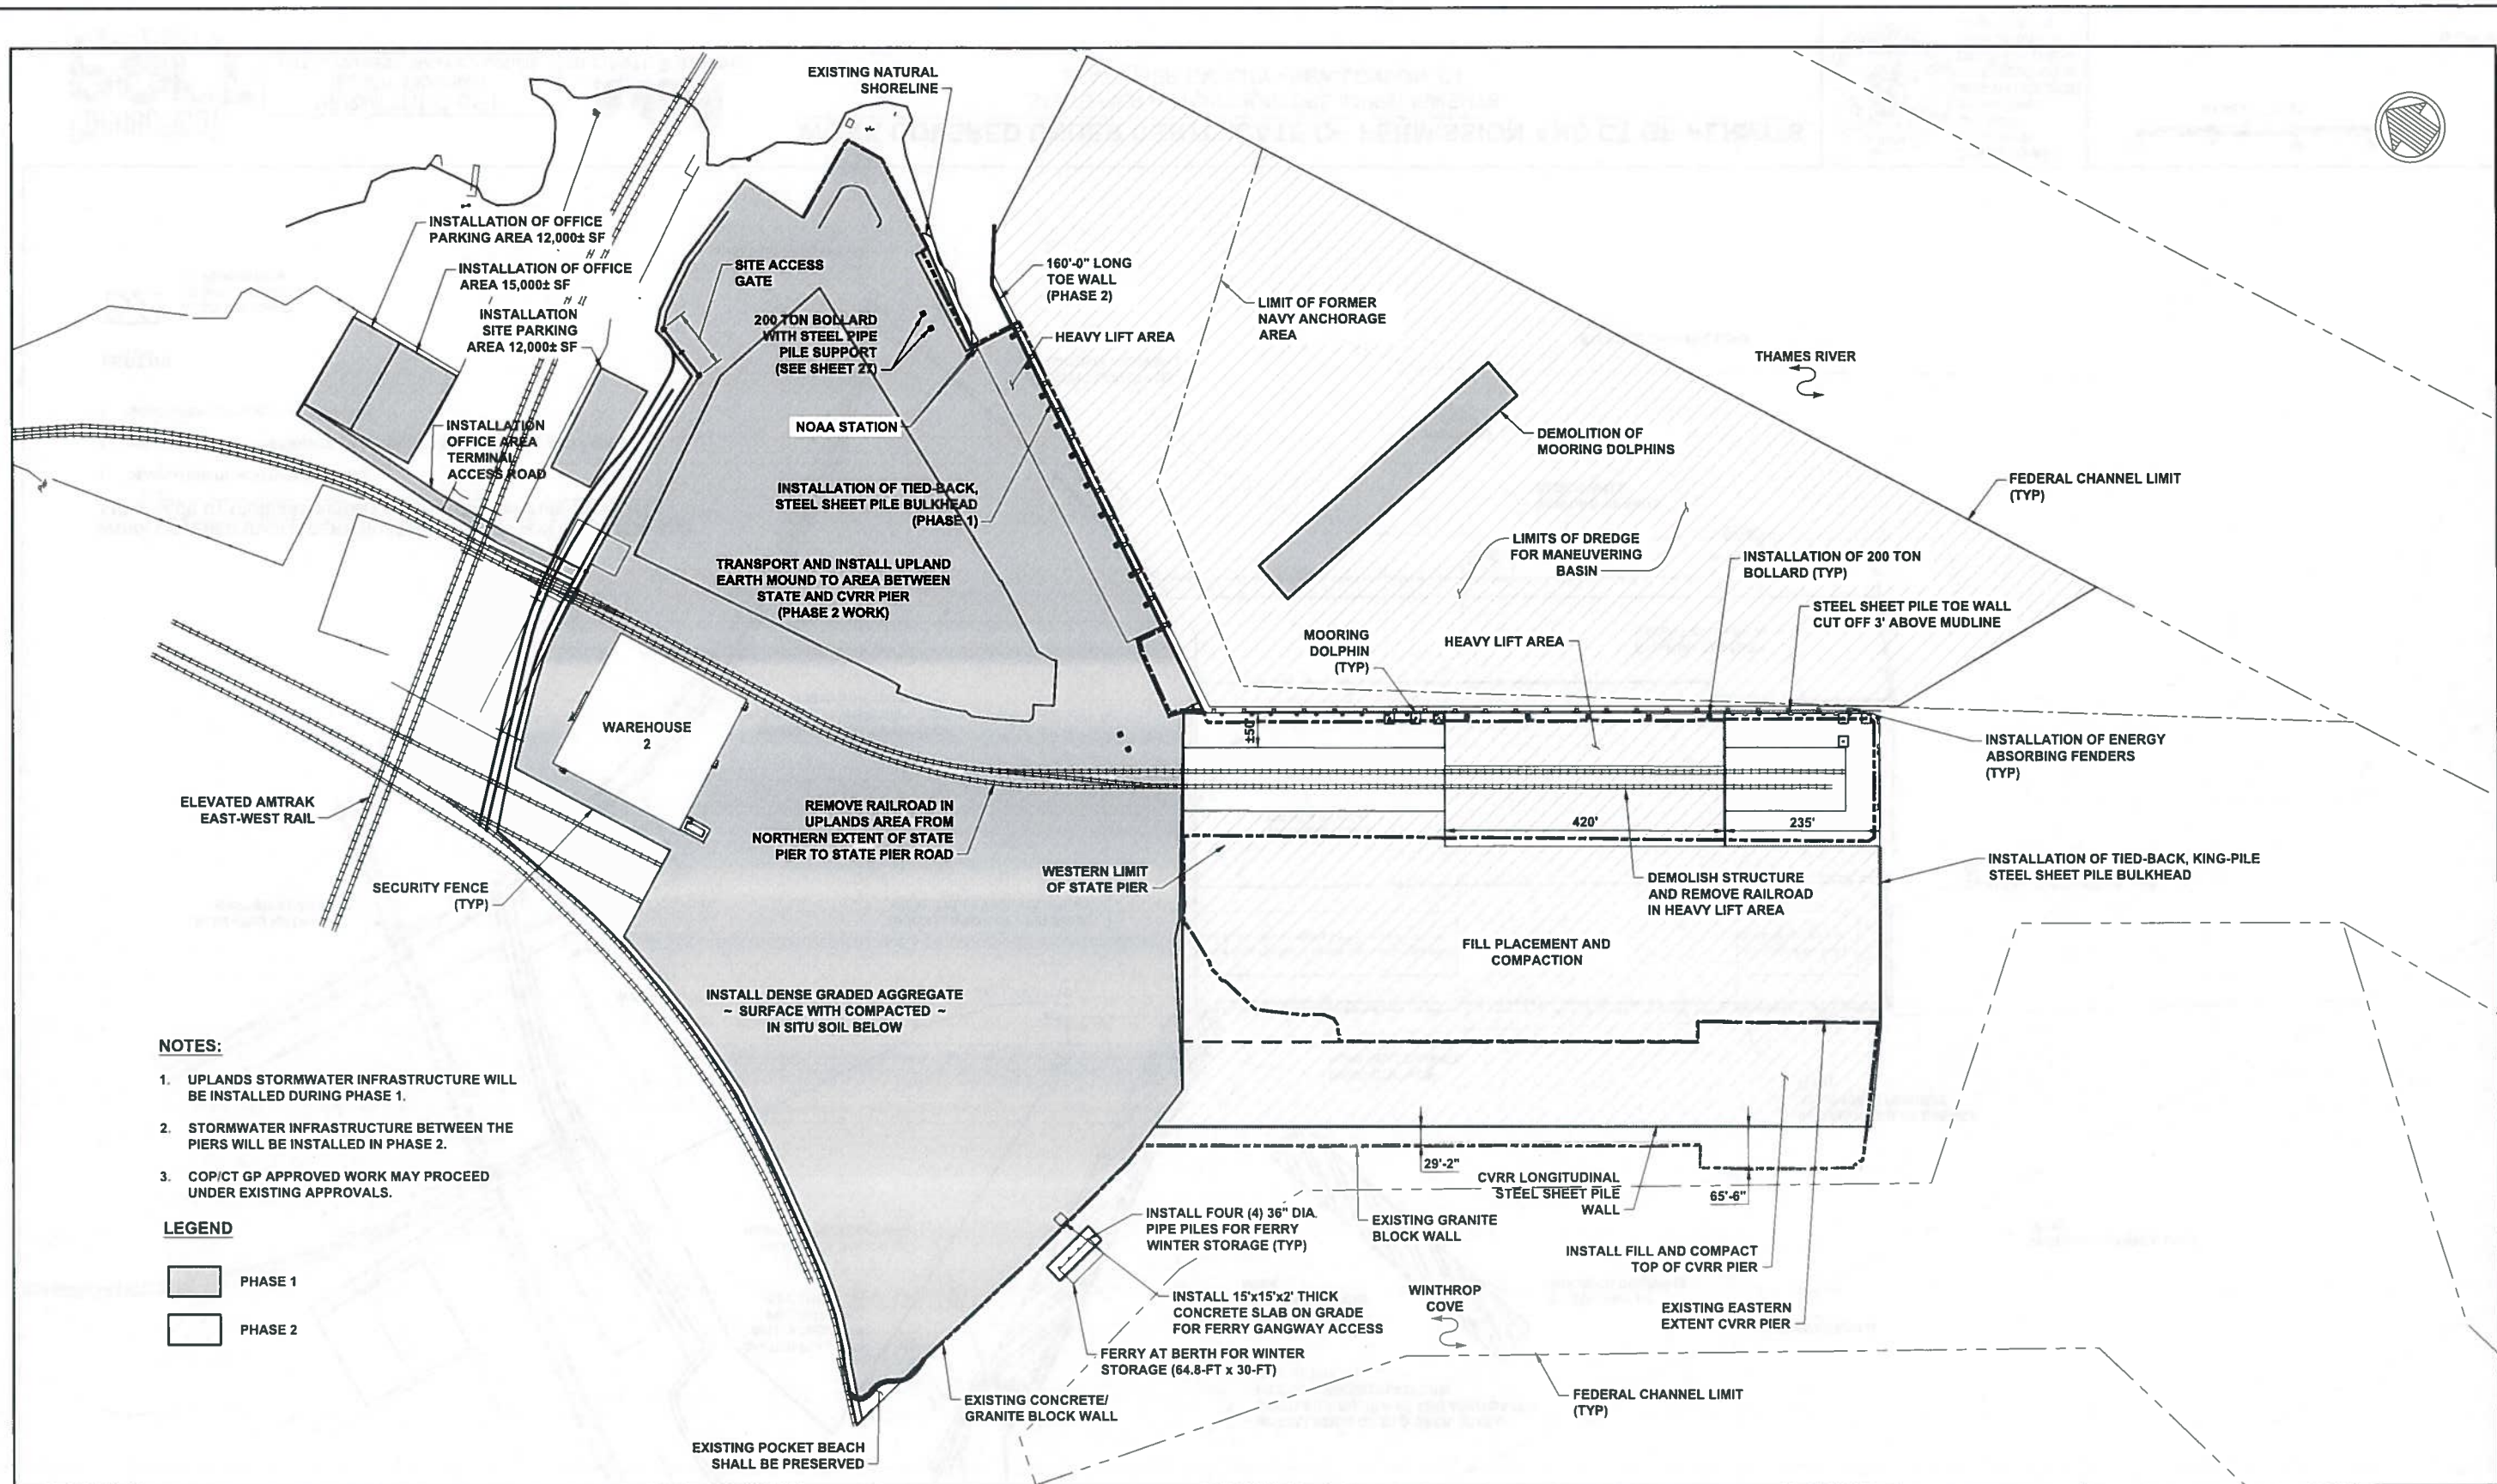 EXISTING NATURAL
SHORELINE
INSTALLATION OF OFFICE
PARKING AREA 12,000± SF
INSTALLATION OF OFFICE
AREA 15,000± SF
INSTALLATION
SITE PARKING
AREA 12,000± SF
SITE ACCESS
GATE
200 TON BOLLARD
WITH STEEL PIPE
PILE SUPPORT
(SEE SHEET 27)
160'-0" LONG
TOE WALL
(PHASE 2)
HEAVY LIFT AREA
LIMIT OF FORMER
NAVY ANCHORAGE
AREA
THAMES RIVER
NOAA STATION
INSTALLATION
OFFICE AREA
TERMINAL
ACCESS ROAD
DEMOLITION OF
MOORING DOLPHINS
FEDERAL CHANNEL LIMIT
(TYP)
INSTALLATION OF TIED-BACK,
STEEL SHEET PILE BULKHEAD
(PHASE 1)
LIMITS OF DREDGE
FOR MANEUVERING
BASIN
INSTALLATION OF 200 TON
BOLLARD (TYP)
TRANSPORT AND INSTALL UPLAND
EARTH MOUND TO AREA BETWEEN
STATE AND CVRR PIER
(PHASE 2 WORK)
STEEL SHEET PILE TOE WALL
CUT OFF 3' ABOVE MUDLINE
MOORING
DOLPHIN
(TYP)
HEAVY LIFT AREA
WAREHOUSE
2
±50'
INSTALLATION OF ENERGY
ABSORBING FENDERS
(TYP)
ELEVATED AMTRAK
EAST-WEST RAIL
REMOVE RAILROAD IN
UPLANDS AREA FROM
NORTHERN EXTENT OF STATE
PIER TO STATE PIER ROAD
420'
235'
WESTERN LIMIT
OF STATE PIER
INSTALLATION OF TIED-BACK, KING-PILE
STEEL SHEET PILE BULKHEAD
SECURITY FENCE
(TYP)
DEMOLISH STRUCTURE
AND REMOVE RAILROAD
IN HEAVY LIFT AREA
FILL PLACEMENT AND
COMPACTION
INSTALL DENSE GRADED AGGREGATE
~ SURFACE WITH COMPACTED ~
IN SITU SOIL BELOW
NOTES:
1. UPLANDS STORMWATER INFRASTRUCTURE WILL
BE INSTALLED DURING PHASE 1.
2. STORMWATER INFRASTRUCTURE BETWEEN THE
PIERS WILL BE INSTALLED IN PHASE 2.
3. COP/CT GP APPROVED WORK MAY PROCEED
UNDER EXISTING APPROVALS.
LEGEND
PHASE 1
PHASE 2
29'-2"
CVRR LONGITUDINAL
STEEL SHEET PILE
WALL
65'-6"
INSTALL FOUR (4) 36" DIA.
PIPE PILES FOR FERRY
WINTER STORAGE (TYP)
EXISTING GRANITE
BLOCK WALL
INSTALL FILL AND COMPACT
TOP OF CVRR PIER
INSTALL 15'x15'x2' THICK
CONCRETE SLAB ON GRADE
FOR FERRY GANGWAY ACCESS
WINTHROP
COVE
EXISTING EASTERN
EXTENT CVRR PIER
FERRY AT BERTH FOR WINTER
STORAGE (64.8-FT x 30-FT)
EXISTING CONCRETE/
GRANITE BLOCK WALL
FEDERAL CHANNEL LIMIT
(TYP)
EXISTING POCKET BEACH
SHALL BE PRESERVED